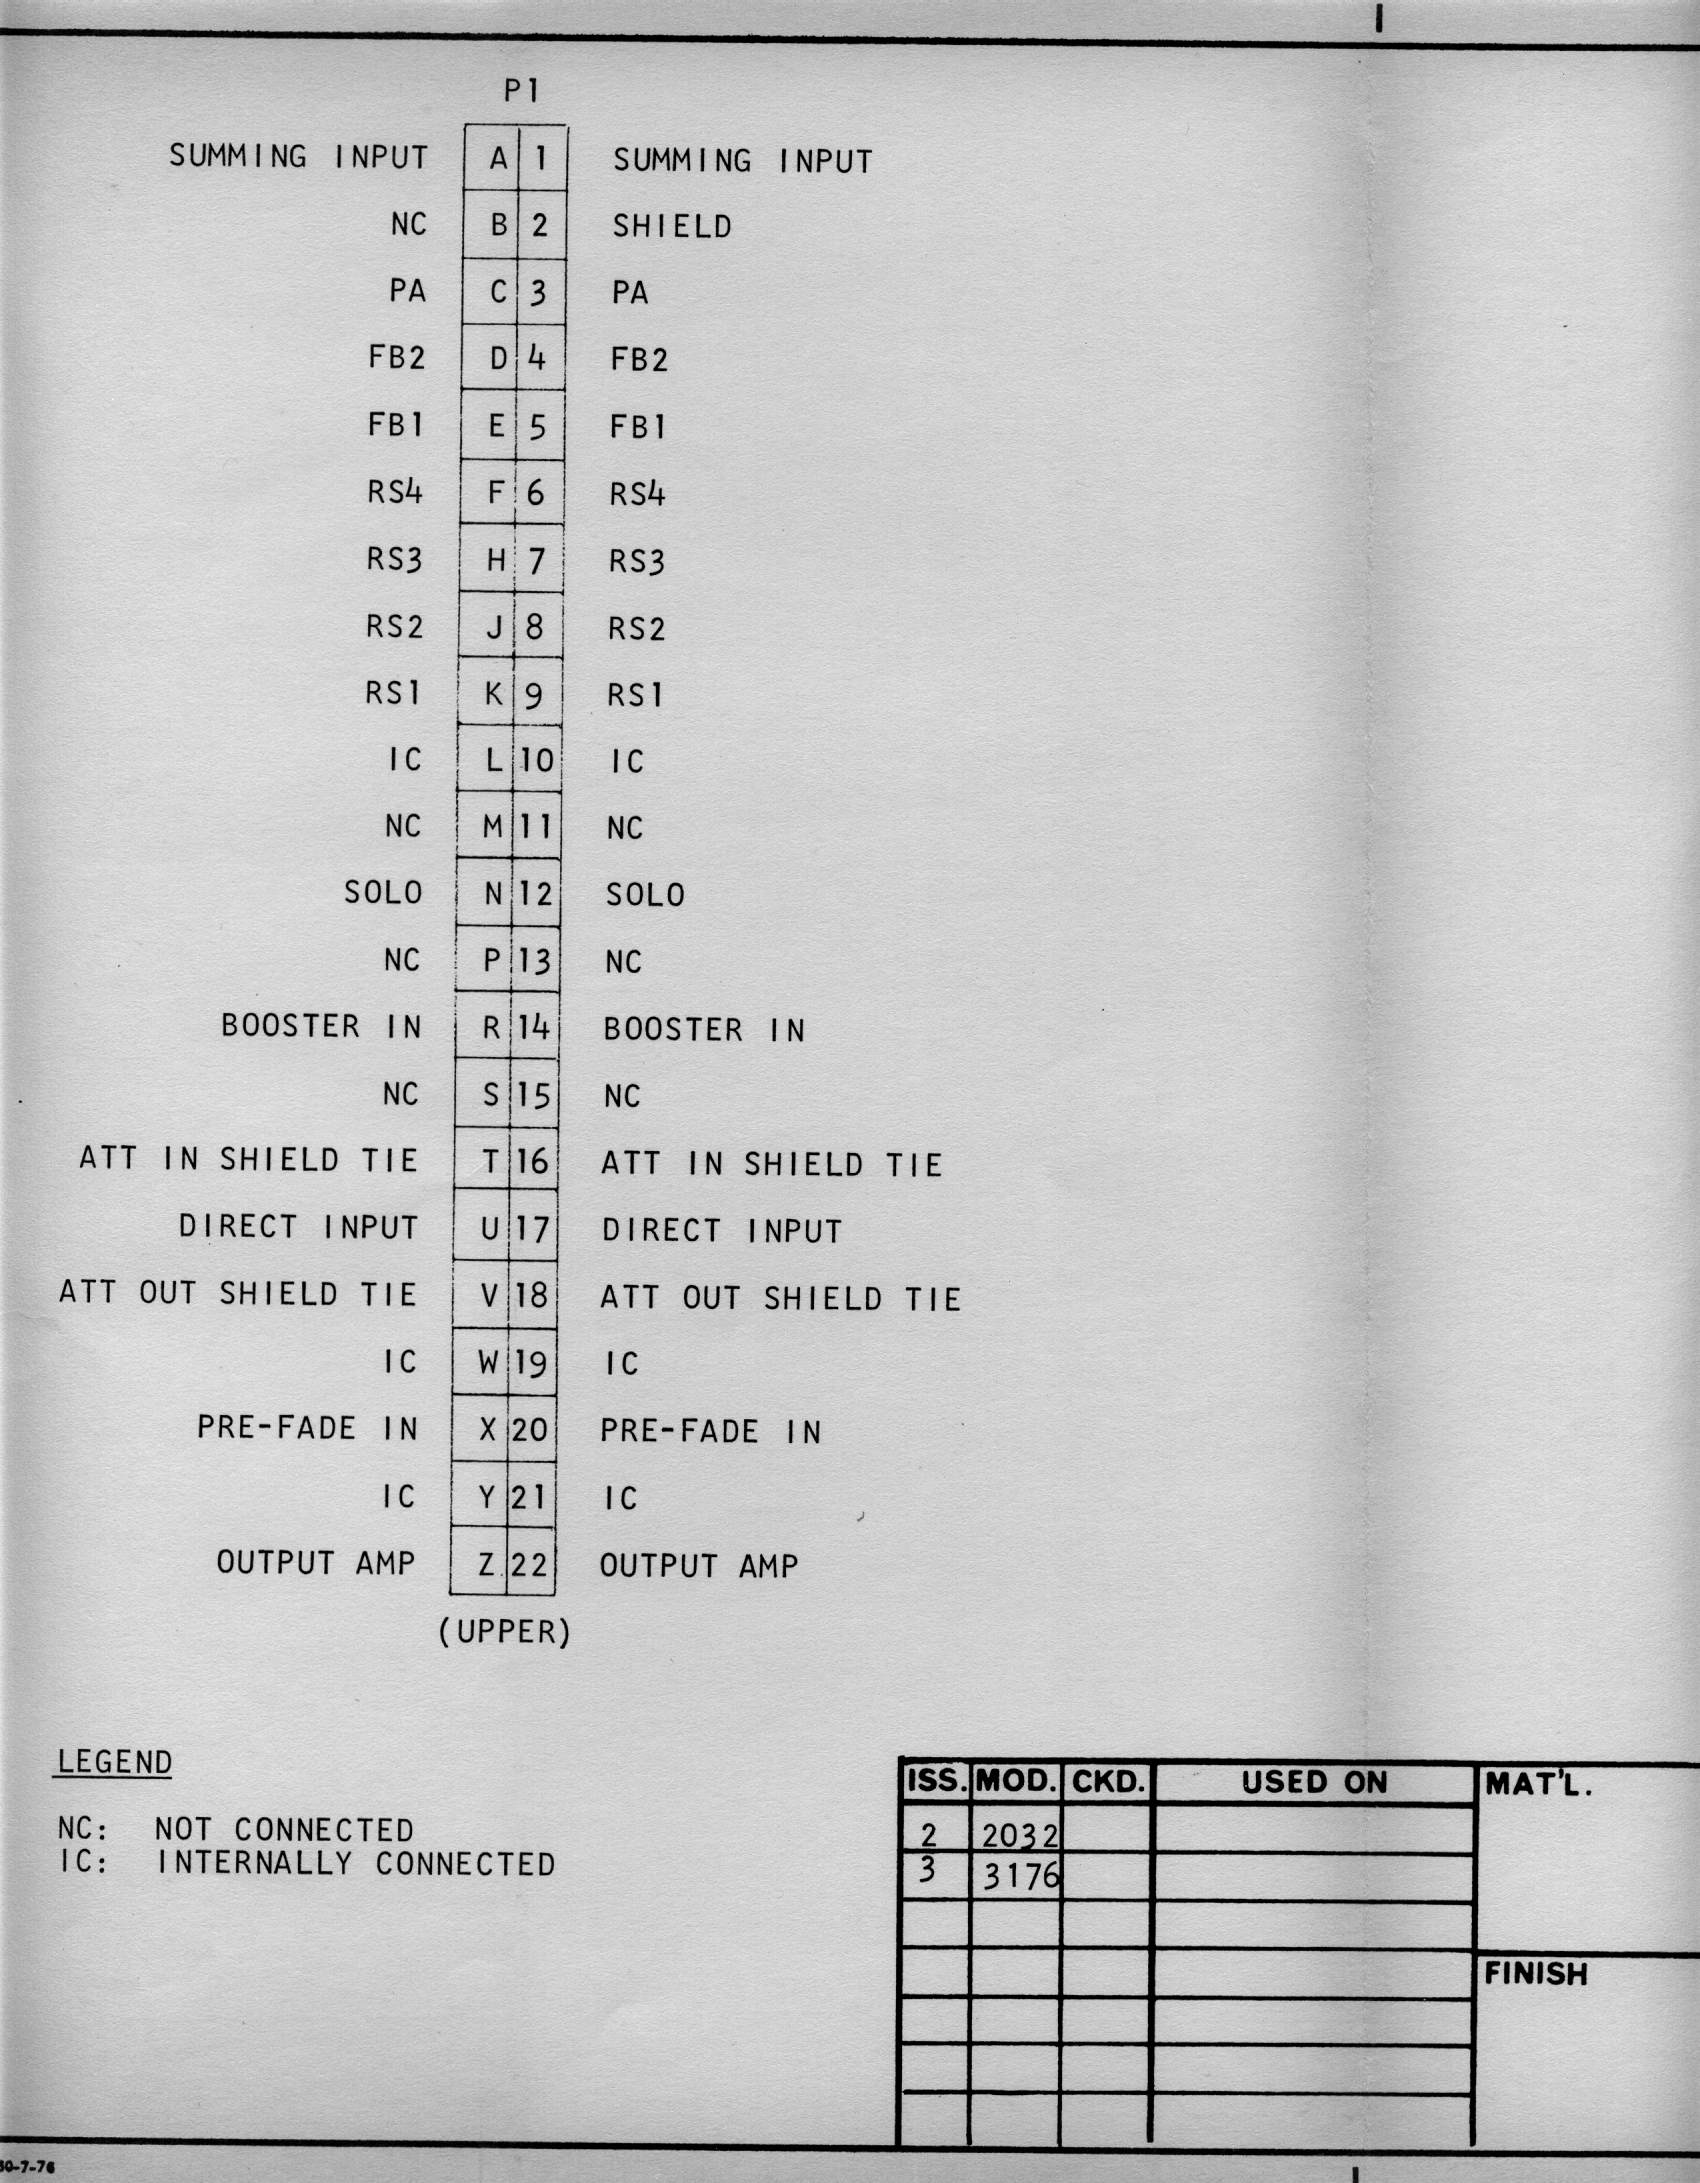 P1
SUMMING INPUT A 1 SUMMING INPUT
NC B 2 SHIELD
PA C 3 PA
FB2 D 4 FB2
FB1 E 5 FB1
RS4 F 6 RS4
RS3 H 7 RS3
RS2 J 8 RS2
RS1 K 9 RS1
IC L 10 IC
NC M 11 NC
SOLO N 12 SOLO
NC P 13 NC
BOOSTER IN R 14 BOOSTER IN
NC S 15 NC
ATT IN SHIELD TIE T 16 ATT IN SHIELD TIE
DIRECT INPUT U 17 DIRECT INPUT
ATT OUT SHIELD TIE V 18 ATT OUT SHIELD TIE
IC W 19 IC
PRE-FADE IN X 20 PRE-FADE IN
IC Y 21 IC
OUTPUT AMP Z 22 OUTPUT AMP
(UPPER)
LEGEND
NC: NOT CONNECTED
IC: INTERNALLY CONNECTED
ISS. MOD. CKD. USED ON MAT'L.
2 2032
3 3176
FINISH